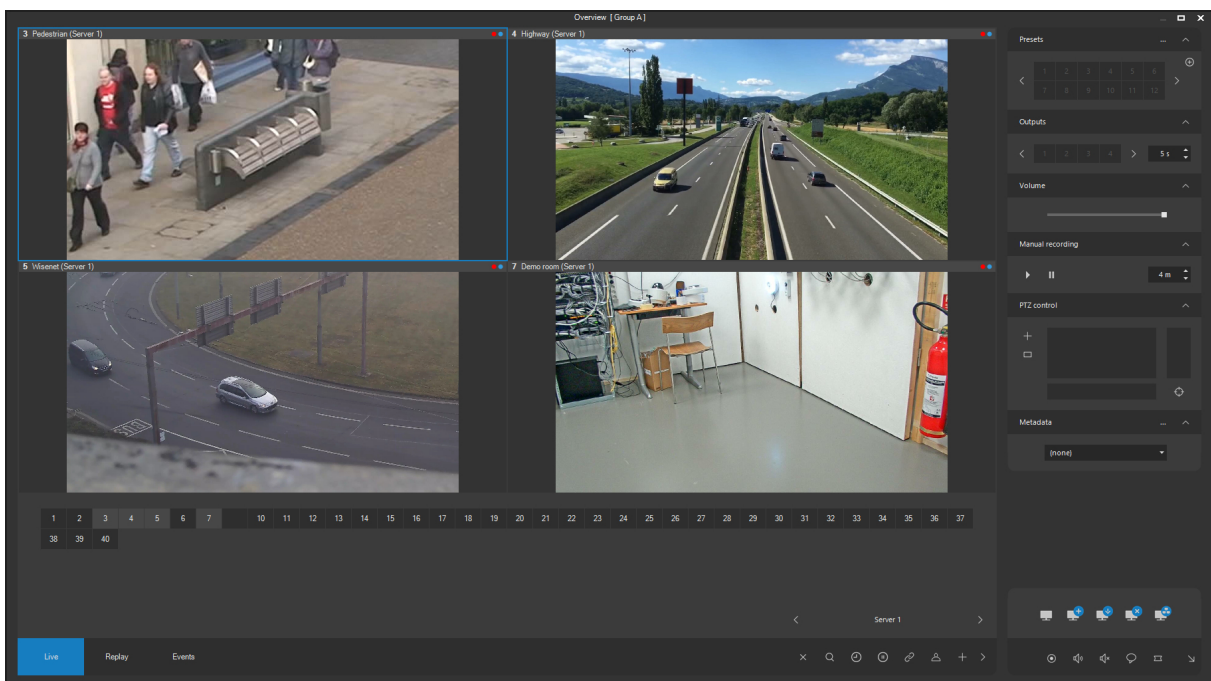 Overview [Group A]
3 Pedestrian (Server 1)
4 Highway (Server 1)
5 Wisenet (Server 1)
7 Demo room (Server 1)
Presets ...
1 2 3 4 5 6
7 8 9 10 11 12
Outputs
1 2 3 4 5 s
Volume
Manual recording
4 m
PTZ control
Metadata ...
(none)
1 2 3 4 5 6 7 10 11 12 13 14 15 16 17 18 19 20 21 22 23 24 25 26 27 28 29 30 31 32 33 34 35 36 37
38 39 40
Server 1
Live Replay Events